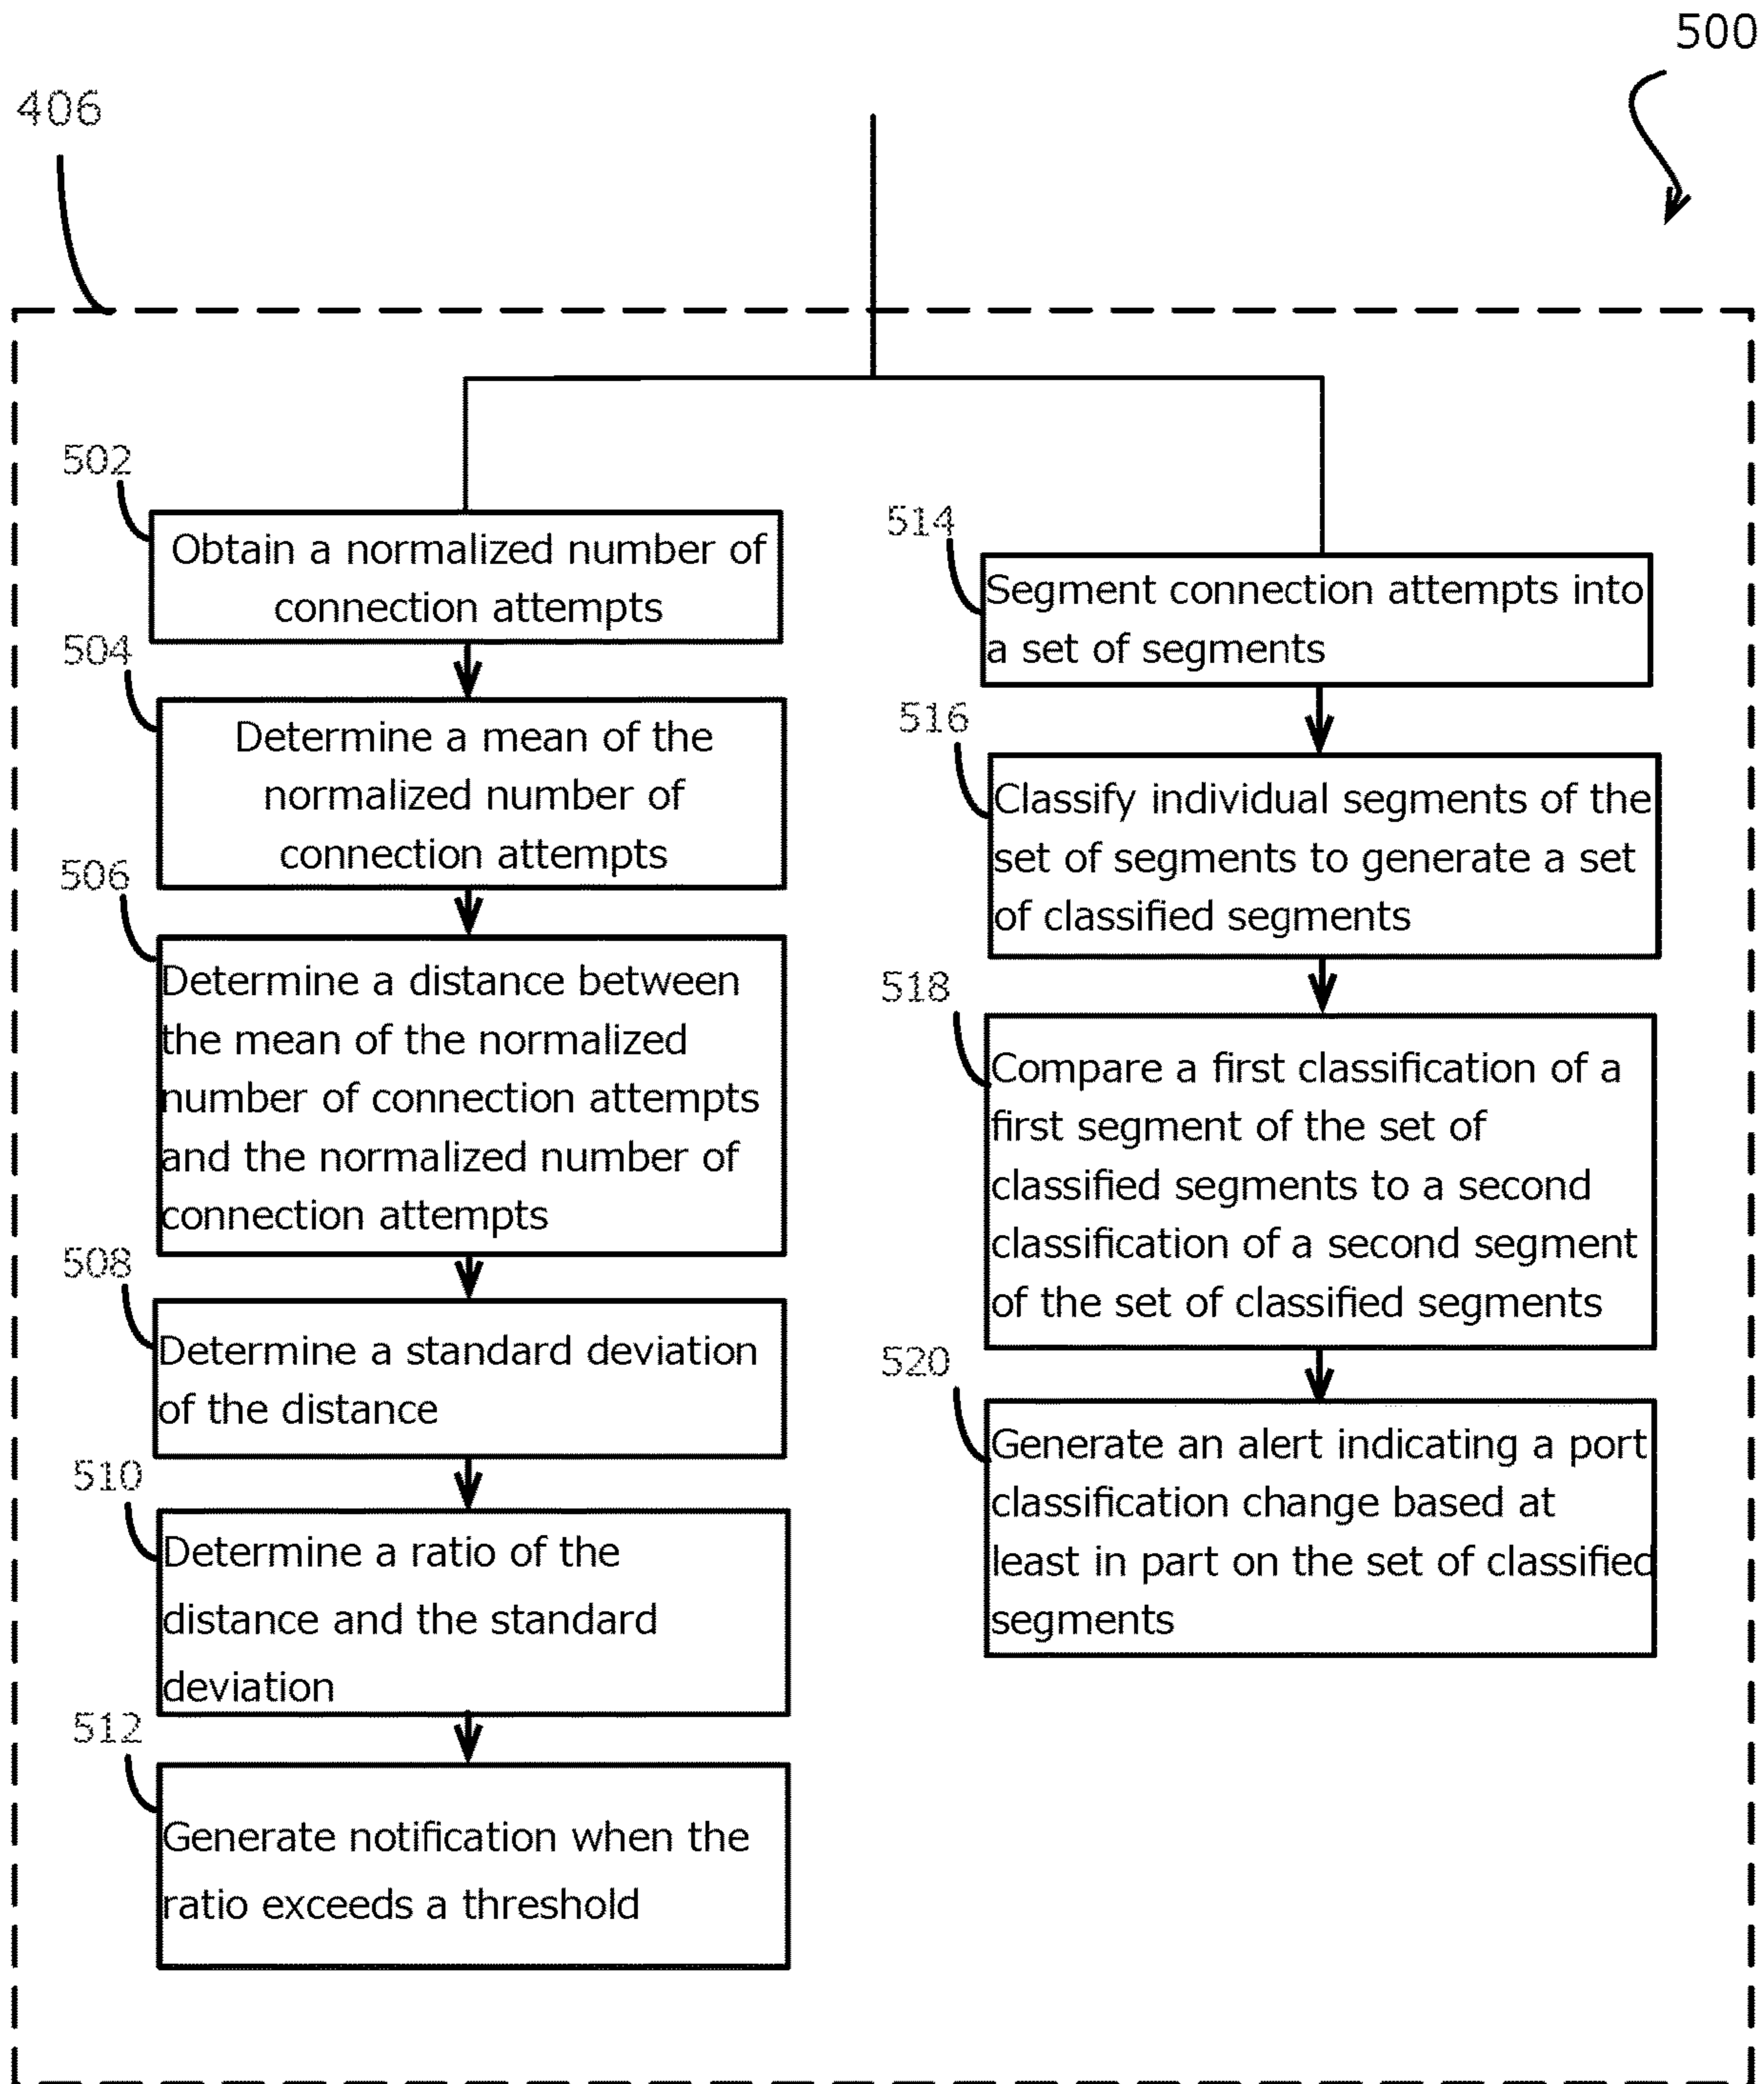 500
406
502
Obtain a normalized number of
connection attempts
504
Determine a mean of the
normalized number of
connection attempts
506
Determine a distance between
the mean of the normalized
number of connection attempts
and the normalized number of
connection attempts
508
Determine a standard deviation
of the distance
510
Determine a ratio of the
distance and the standard
deviation
512
Generate notification when the
ratio exceeds a threshold
514
Segment connection attempts into
a set of segments
516
Classify individual segments of the
set of segments to generate a set
of classified segments
518
Compare a first classification of a
first segment of the set of
classified segments to a second
classification of a second segment
of the set of classified segments
520
Generate an alert indicating a port
classification change based at
least in part on the set of classified
segments